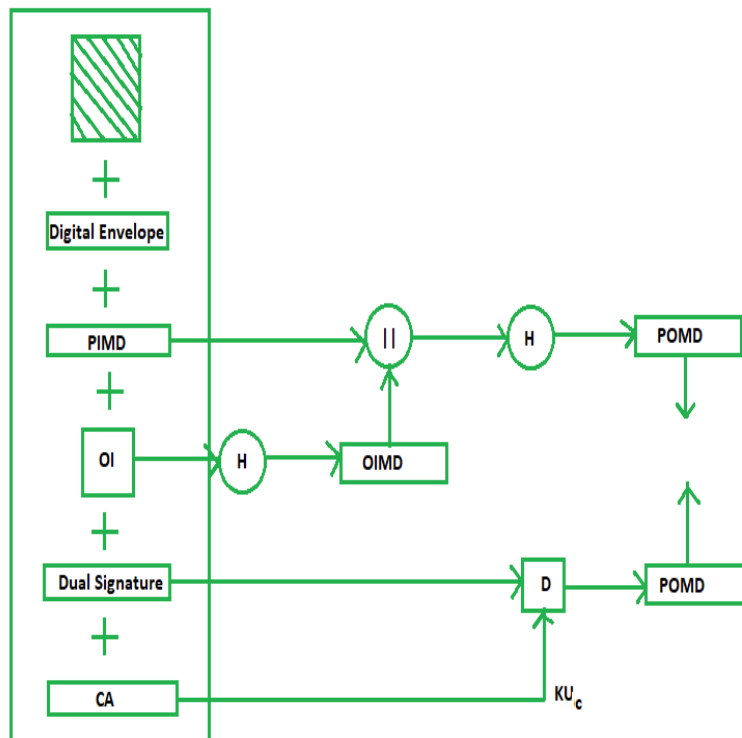 Digital Envelope
PIMD
||
H
POMD
OI
H
OIMD
Dual Signature
D
POMD
CA
KUc